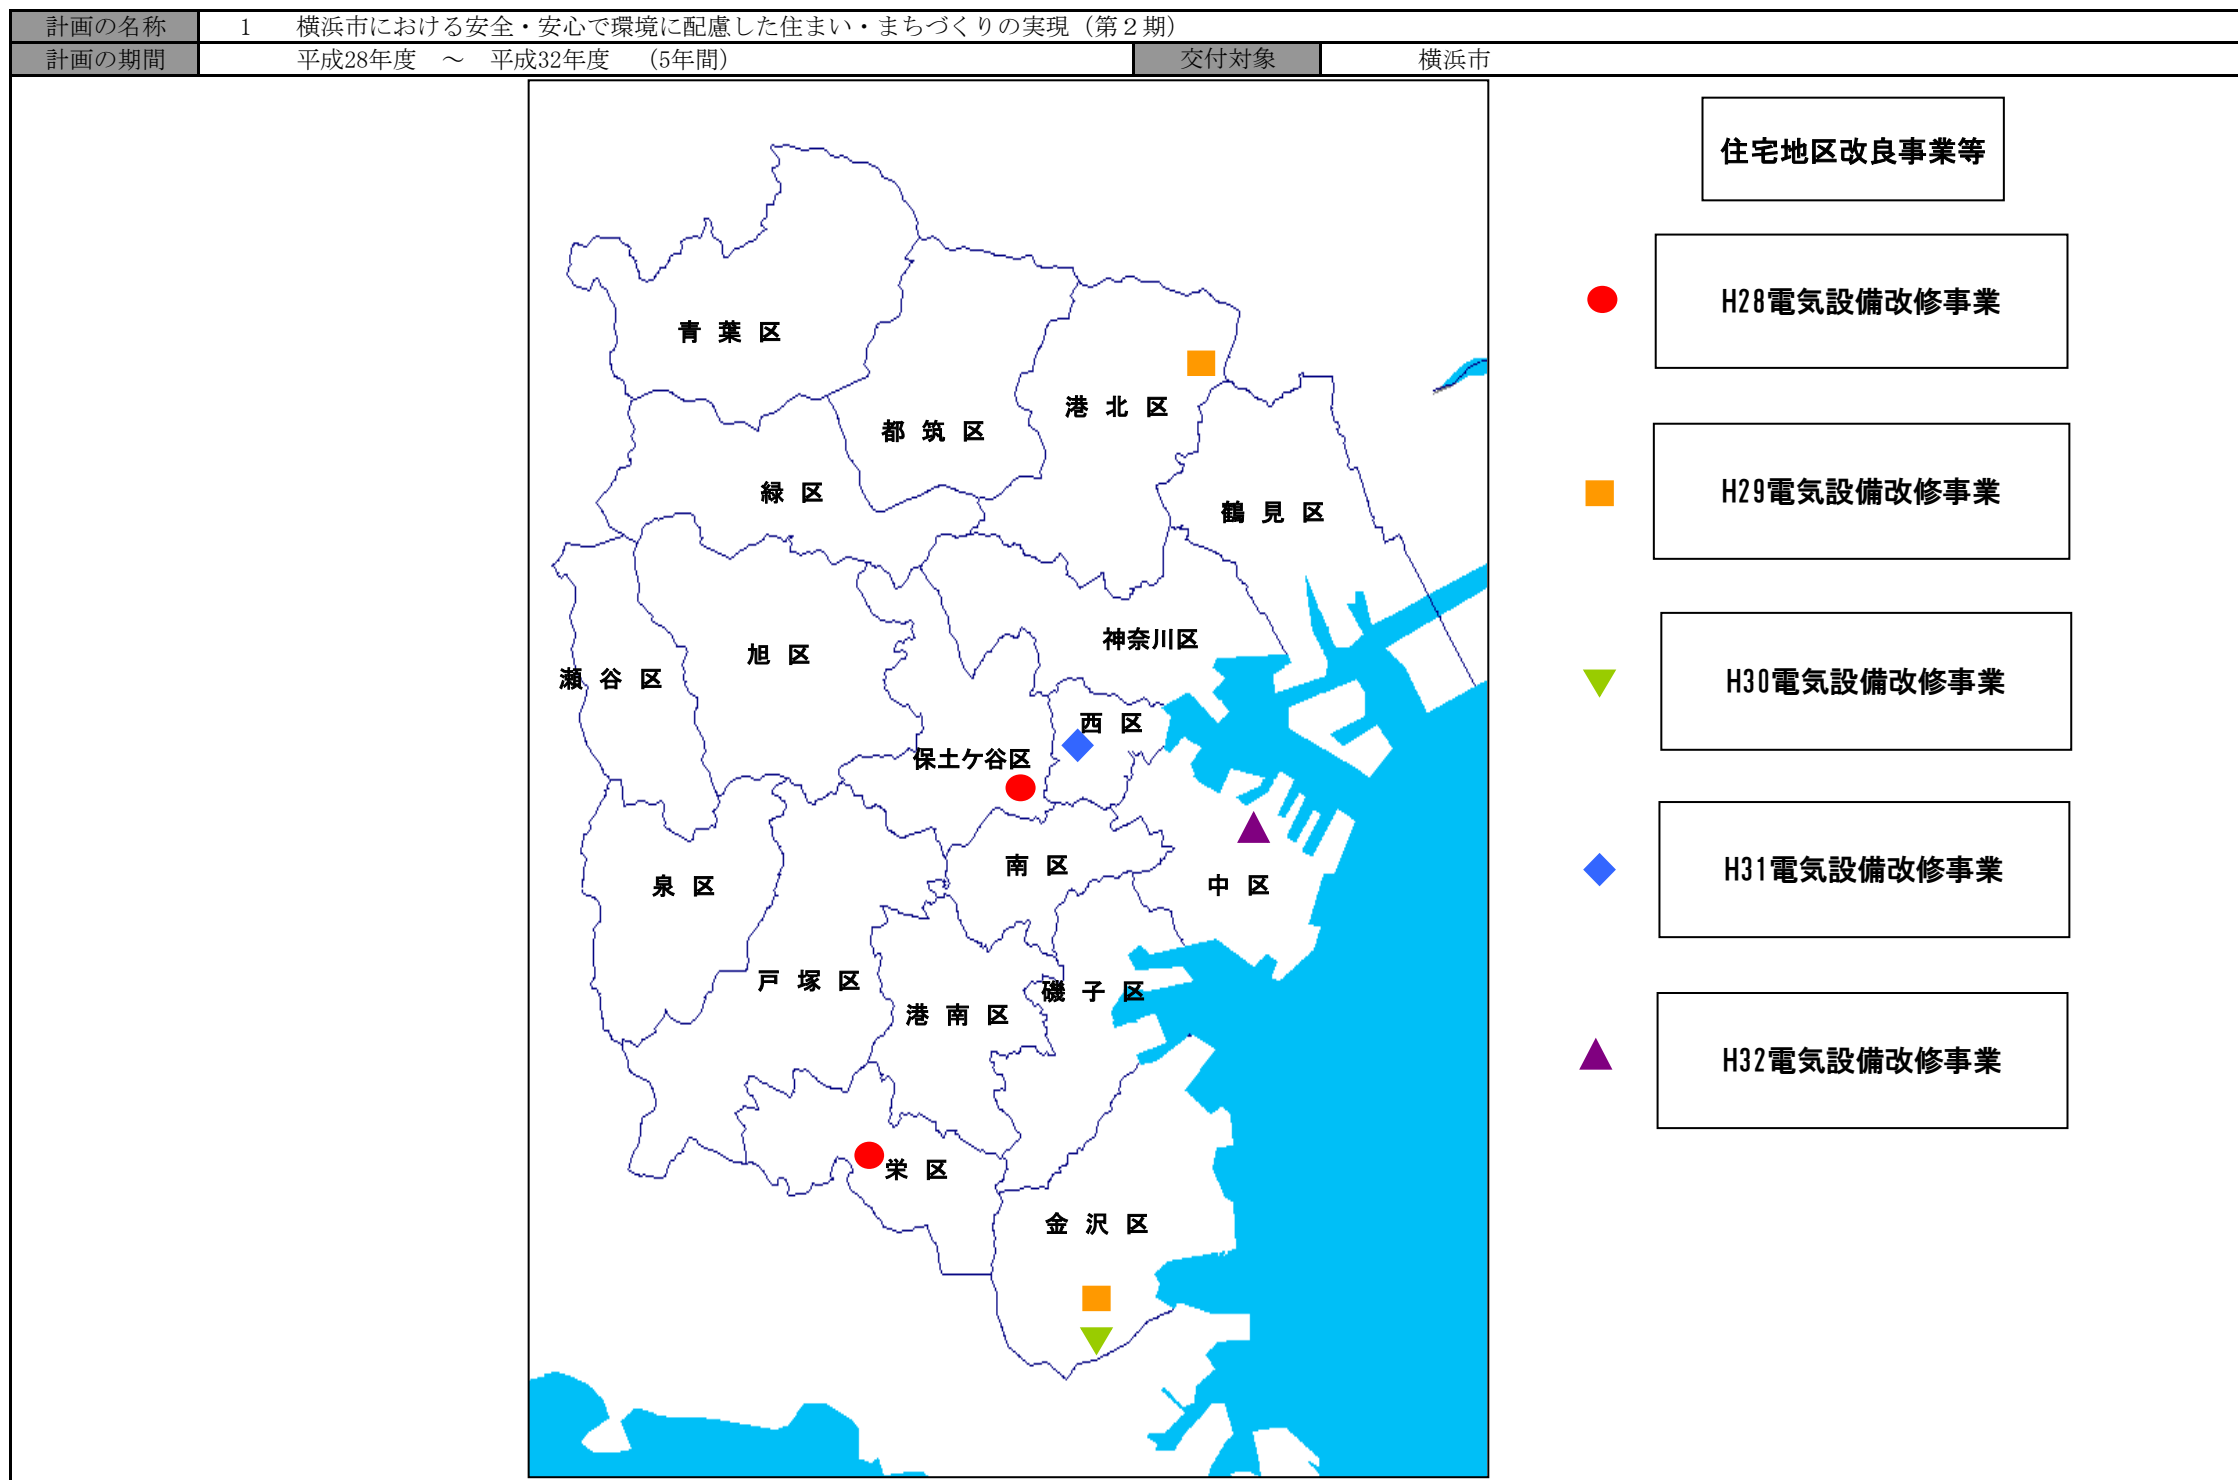 計画の名称 1 横浜市における安全・安心で環境に配慮した住まい・まちづくりの実現（第２期）
計画の期間 平成28年度 ～ 平成32年度 （5年間） 交付対象 横浜市
住宅地区改良事業等
H28電気設備改修事業
H29電気設備改修事業
H30電気設備改修事業
H31電気設備改修事業
H32電気設備改修事業
青葉区
都筑区
港北区
緑区
鶴見区
神奈川区
旭区
瀬谷区
西区
保土ケ谷区
南区
中区
泉区
戸塚区
港南区
磯子区
栄区
金沢区